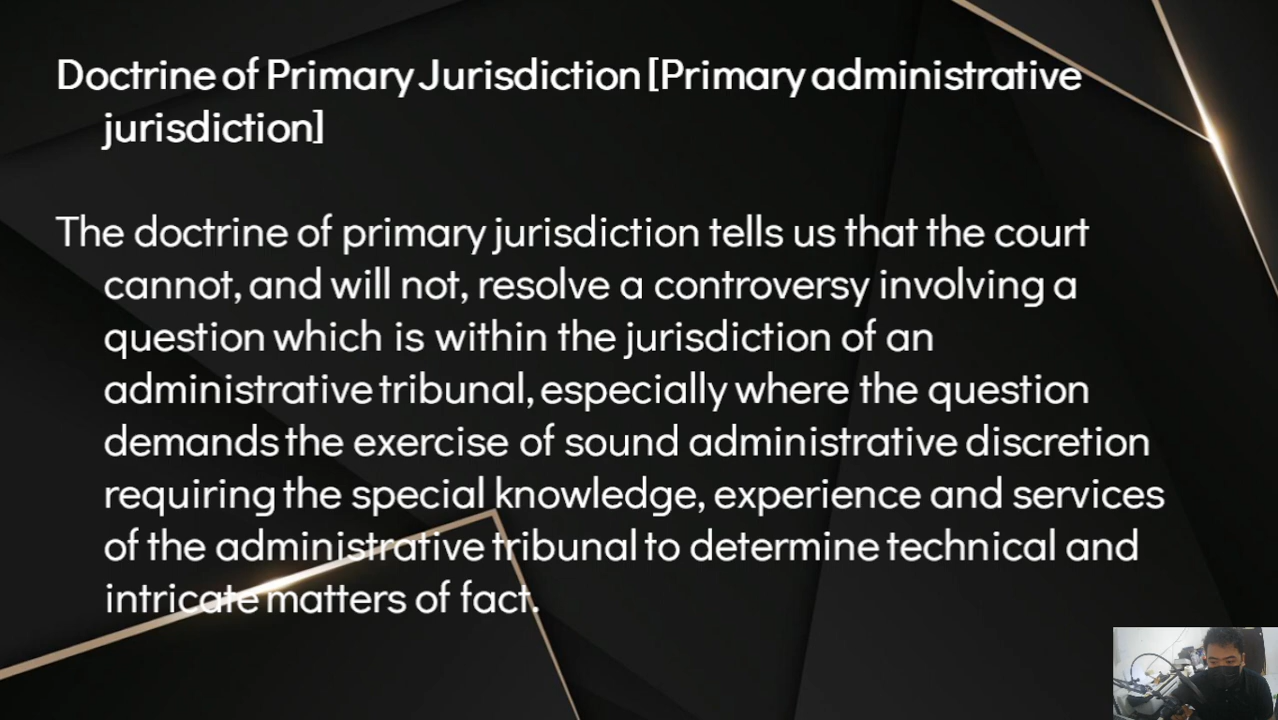 Doctrine of Primary Jurisdiction [Primary administrative
jurisdiction]
The doctrine of primary jurisdiction tells us that the court
cannot, and will not, resolve a controversy involving a
question which is within the jurisdiction of an
administrative tribunal, especially where the question
demands the exercise of sound administrative discretion
requiring the special knowledge, experience and services
of the administrative tribunal to determine technical and
intricate matters of fact.